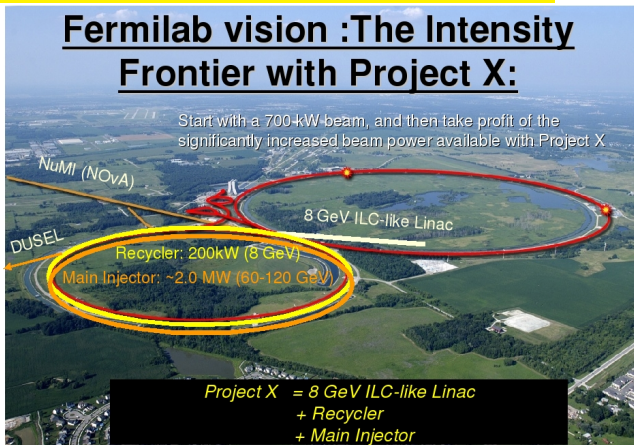 Fermilab vision :The Intensity
Frontier with Project X:
Start with a 700 kW beam, and then take profit of the
significantly increased beam power available with Project X
NuMI (NOvA)
8 GeV ILC-like Linac
DUSEL
Recycler: 200kW (8 GeV)
Main Injector: ~2.0 MW (60-120 GeV)
Project X = 8 GeV ILC-like Linac
+ Recycler
+ Main Injector